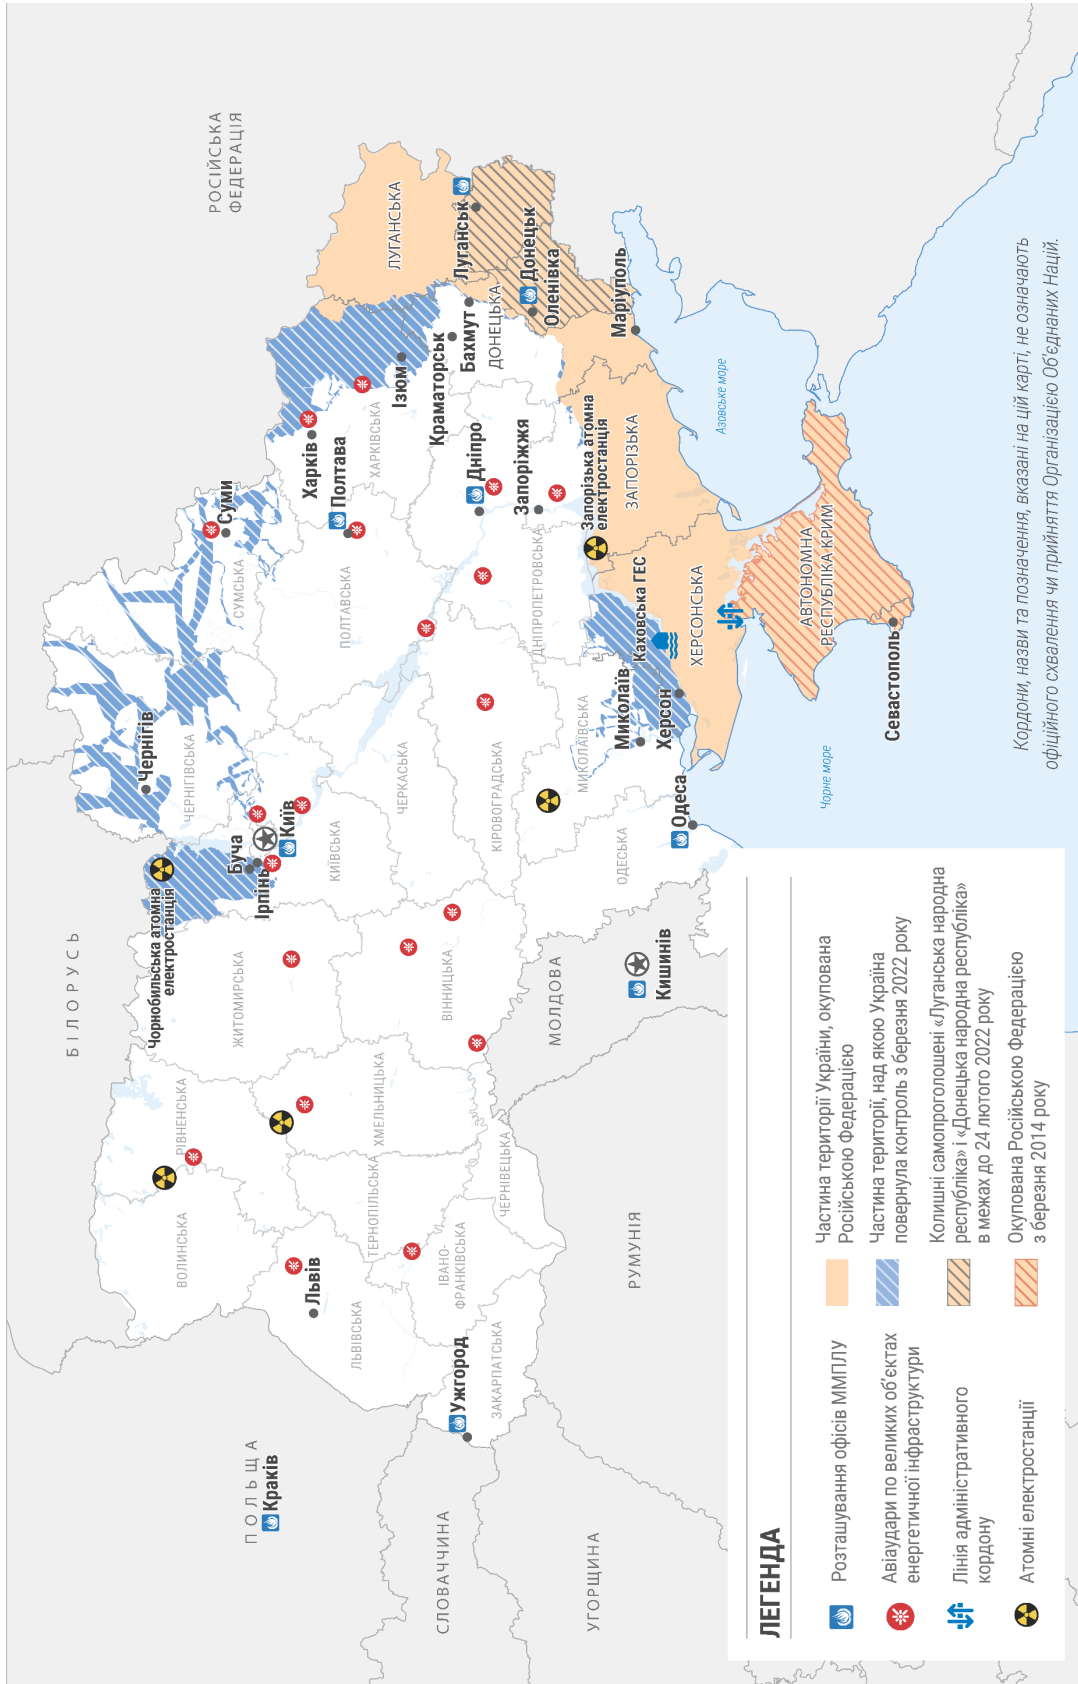 БІЛОРУСЬ
РОСІЙСЬКА
ФЕДЕРАЦІЯ
ПОЛЬЩА
Краків
СЛОВАЧЧИНА
УГОРЩИНА
РУМУНІЯ
МОЛДОВА
Кишинів
ВОЛИНСЬКА
РІВНЕНСЬКА
ЖИТОМИРСЬКА
Чорнобильська атомна
електростанція
Буча
Ірпінь
Київ
КИЇВСЬКА
Чернігів
ЧЕРНІГІВСЬКА
СУМСЬКА
Суми
Львів
ЛЬВІВСЬКА
ТЕРНОПІЛЬСЬКА
ХМЕЛЬНИЦЬКА
ВІННИЦЬКА
ЧЕРКАСЬКА
ПОЛТАВСЬКА
Полтава
Харків
ХАРКІВСЬКА
Ізюм
ЛУГАНСЬКА
Луганськ
Ужгород
ЗАКАРПАТСЬКА
ІВАНО-
ФРАНКІВСЬКА
ЧЕРНІВЕЦЬКА
КІРОВОГРАДСЬКА
ДНІПРОПЕТРОВСЬКА
Дніпро
Запоріжжя
Краматорськ
Бахмут
ДОНЕЦЬКА
Донецьк
Оленівка
Маріуполь
Запорізька атомна
електростанція
ЗАПОРІЗЬКА
ОДЕСЬКА
Одеса
МИКОЛАЇВСЬКА
Миколаїв
Херсон
Каховська ГЕС
ХЕРСОНСЬКА
Азовське море
Чорне море
АВТОНОМНА
РЕСПУБЛІКА КРИМ
Севастополь
Кордони, назви та позначення, вказані на цій карті, не означають
офіційного схвалення чи прийняття Організацією Об'єднаних Націй.
ЛЕГЕНДА
Розташування офісів ММПЛУ
Авіаудари по великих об'єктах
енергетичної інфраструктури
Лінія адміністративного
кордону
Атомні електростанції
Частина території України, окупована
Російською Федерацією
Частина території, над якою Україна
повернула контроль з березня 2022 року
Колишні самопроголошені «Луганська народна
республіка» і «Донецька народна республіка»
в межах до 24 лютого 2022 року
Окупована Російською Федерацією
з березня 2014 року